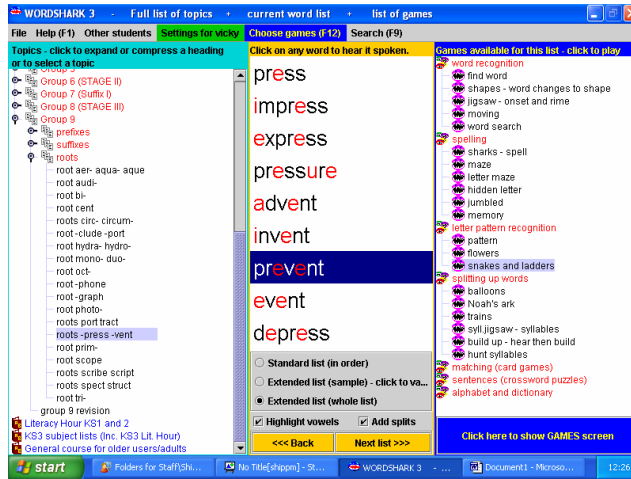 WORDSHARK 3 - Full list of topics + current word list + list of games
File Help (F1) Other students Settings for vicky Choose games (F12) Search (F9)
Topics - click to expand or compress a heading
or to select a topic
Group 5
Group 6 (STAGE II)
Group 7 (Suffix I)
Group 8 (STAGE III)
Group 9
prefixes
suffixes
roots
root aer- aqua- aque
root audi-
root bi-
root cent
roots circ- circum-
root -clude -port
root hydra- hydro-
root mono- duo-
root oct-
root -phone
root -graph
root photo-
roots port tract
roots -press -vent
root prim-
root scope
roots scribe script
roots spect struct
root tri-
group 9 revision
Literacy Hour KS1 and 2
KS3 subject lists (Inc. KS3 Lit. Hour)
General course for older users/adults
Click on any word to hear it spoken.
press
impress
express
pressure
advent
invent
prevent
event
depress
Standard list (in order)
Extended list (sample) - click to va...
Extended list (whole list)
Highlight vowels Add splits
<<< Back Next list >>>
Games available for this list - click to play
word recognition
find word
shapes - word changes to shape
jigsaw - onset and rime
moving
word search
spelling
sharks - spell
maze
letter maze
hidden letter
jumbled
memory
letter pattern recognition
pattern
flowers
snakes and ladders
splitting up words
balloons
Noah's ark
trains
syll.jigsaw - syllables
build up - hear then build
hunt syllables
matching (card games)
sentences (crossword puzzles)
alphabet and dictionary
Click here to show GAMES screen
start Folders for Staff\Shi... No Title[shippm] - St... WORDSHARK 3 - ... Document1 - Microso... 12:26